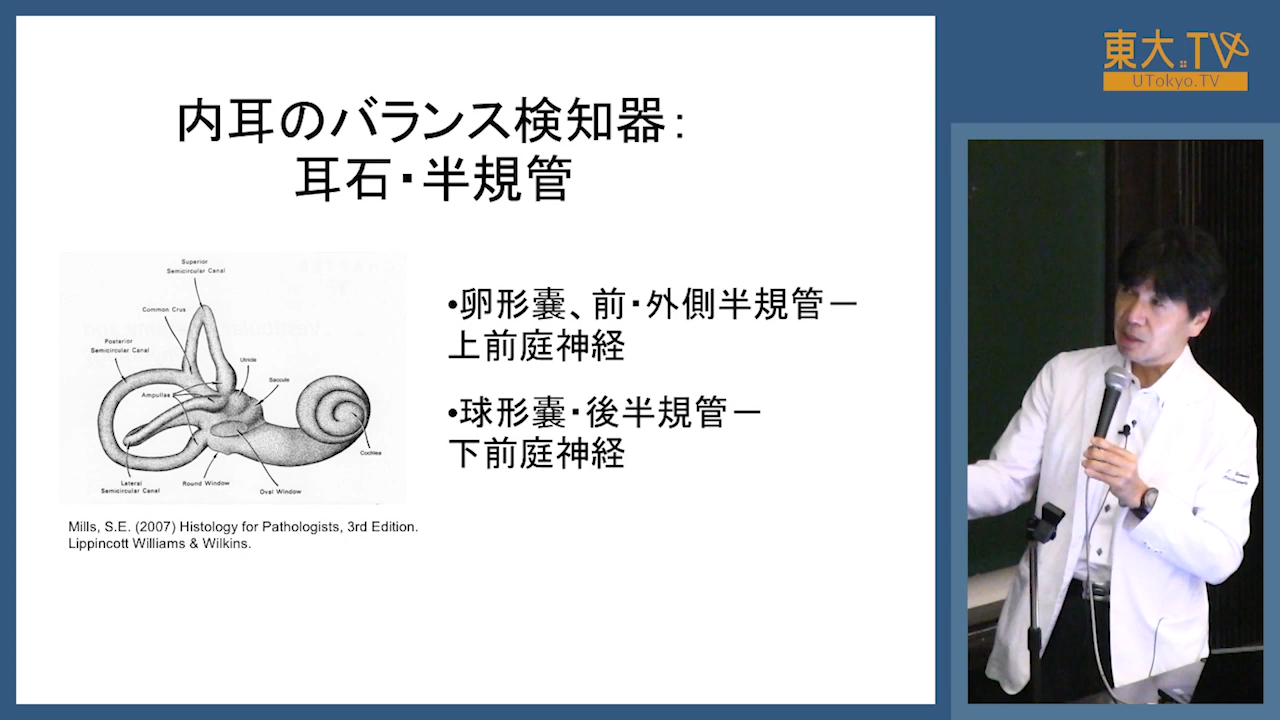 内耳のバランス検知器：
耳石・半規管
Superior
Semicircular Canal
Common Crus
Posterior
Semicircular Canal
Utricle
Saccule
Ampullae
Cochlea
Lateral
Semicircular Canal
Round Window
Oval Window
Mills, S.E. (2007) Histology for Pathologists, 3rd Edition.
Lippincott Williams & Wilkins.
•卵形嚢、前・外側半規管－
上前庭神経
•球形嚢・後半規管－
下前庭神経
東大.TV
UTokyo.TV